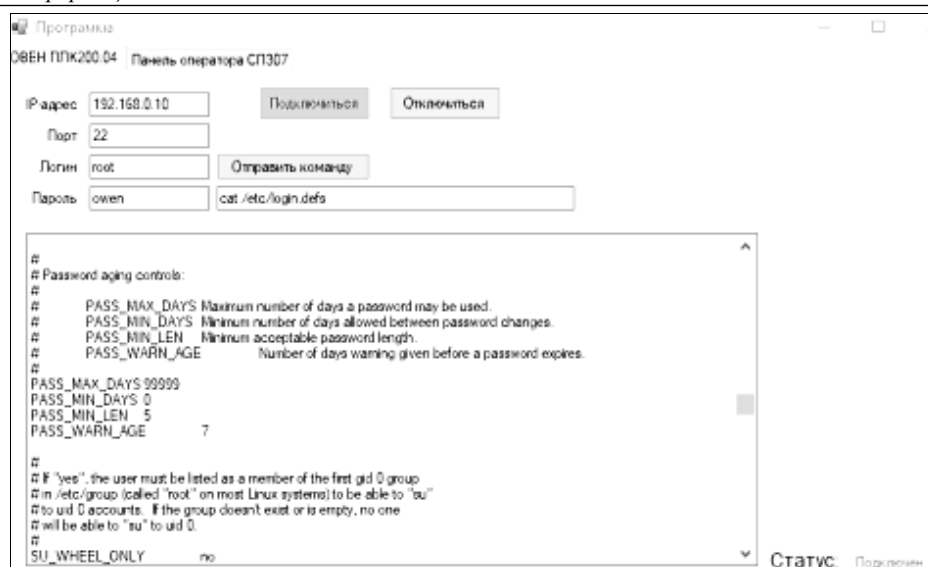 Программа
ОВЕН ПЛК200.04 Панель оператора СП307
IP-адрес 192.168.0.10 Подключиться Отключиться
Порт 22
Логин root Отправить команду
Пароль owen cat /etc/login.defs
#
# Password aging controls:
#
# PASS_MAX_DAYS Maximum number of days a password may be used.
# PASS_MIN_DAYS Minimum number of days allowed between password changes.
# PASS_MIN_LEN Minimum acceptable password length.
# PASS_WARN_AGE Number of days warning given before a password expires.
#
PASS_MAX_DAYS 99999
PASS_MIN_DAYS 0
PASS_MIN_LEN 5
PASS_WARN_AGE 7
#
# If "yes", the user must be listed as a member of the first gid 0 group
# in /etc/group (called "root" on most Linux systems) to be able to "su"
# to uid 0 accounts. If the group doesn't exist or is empty, no one
# will be able to "su" to uid 0.
#
SU_WHEEL_ONLY no
Статус: Подключен